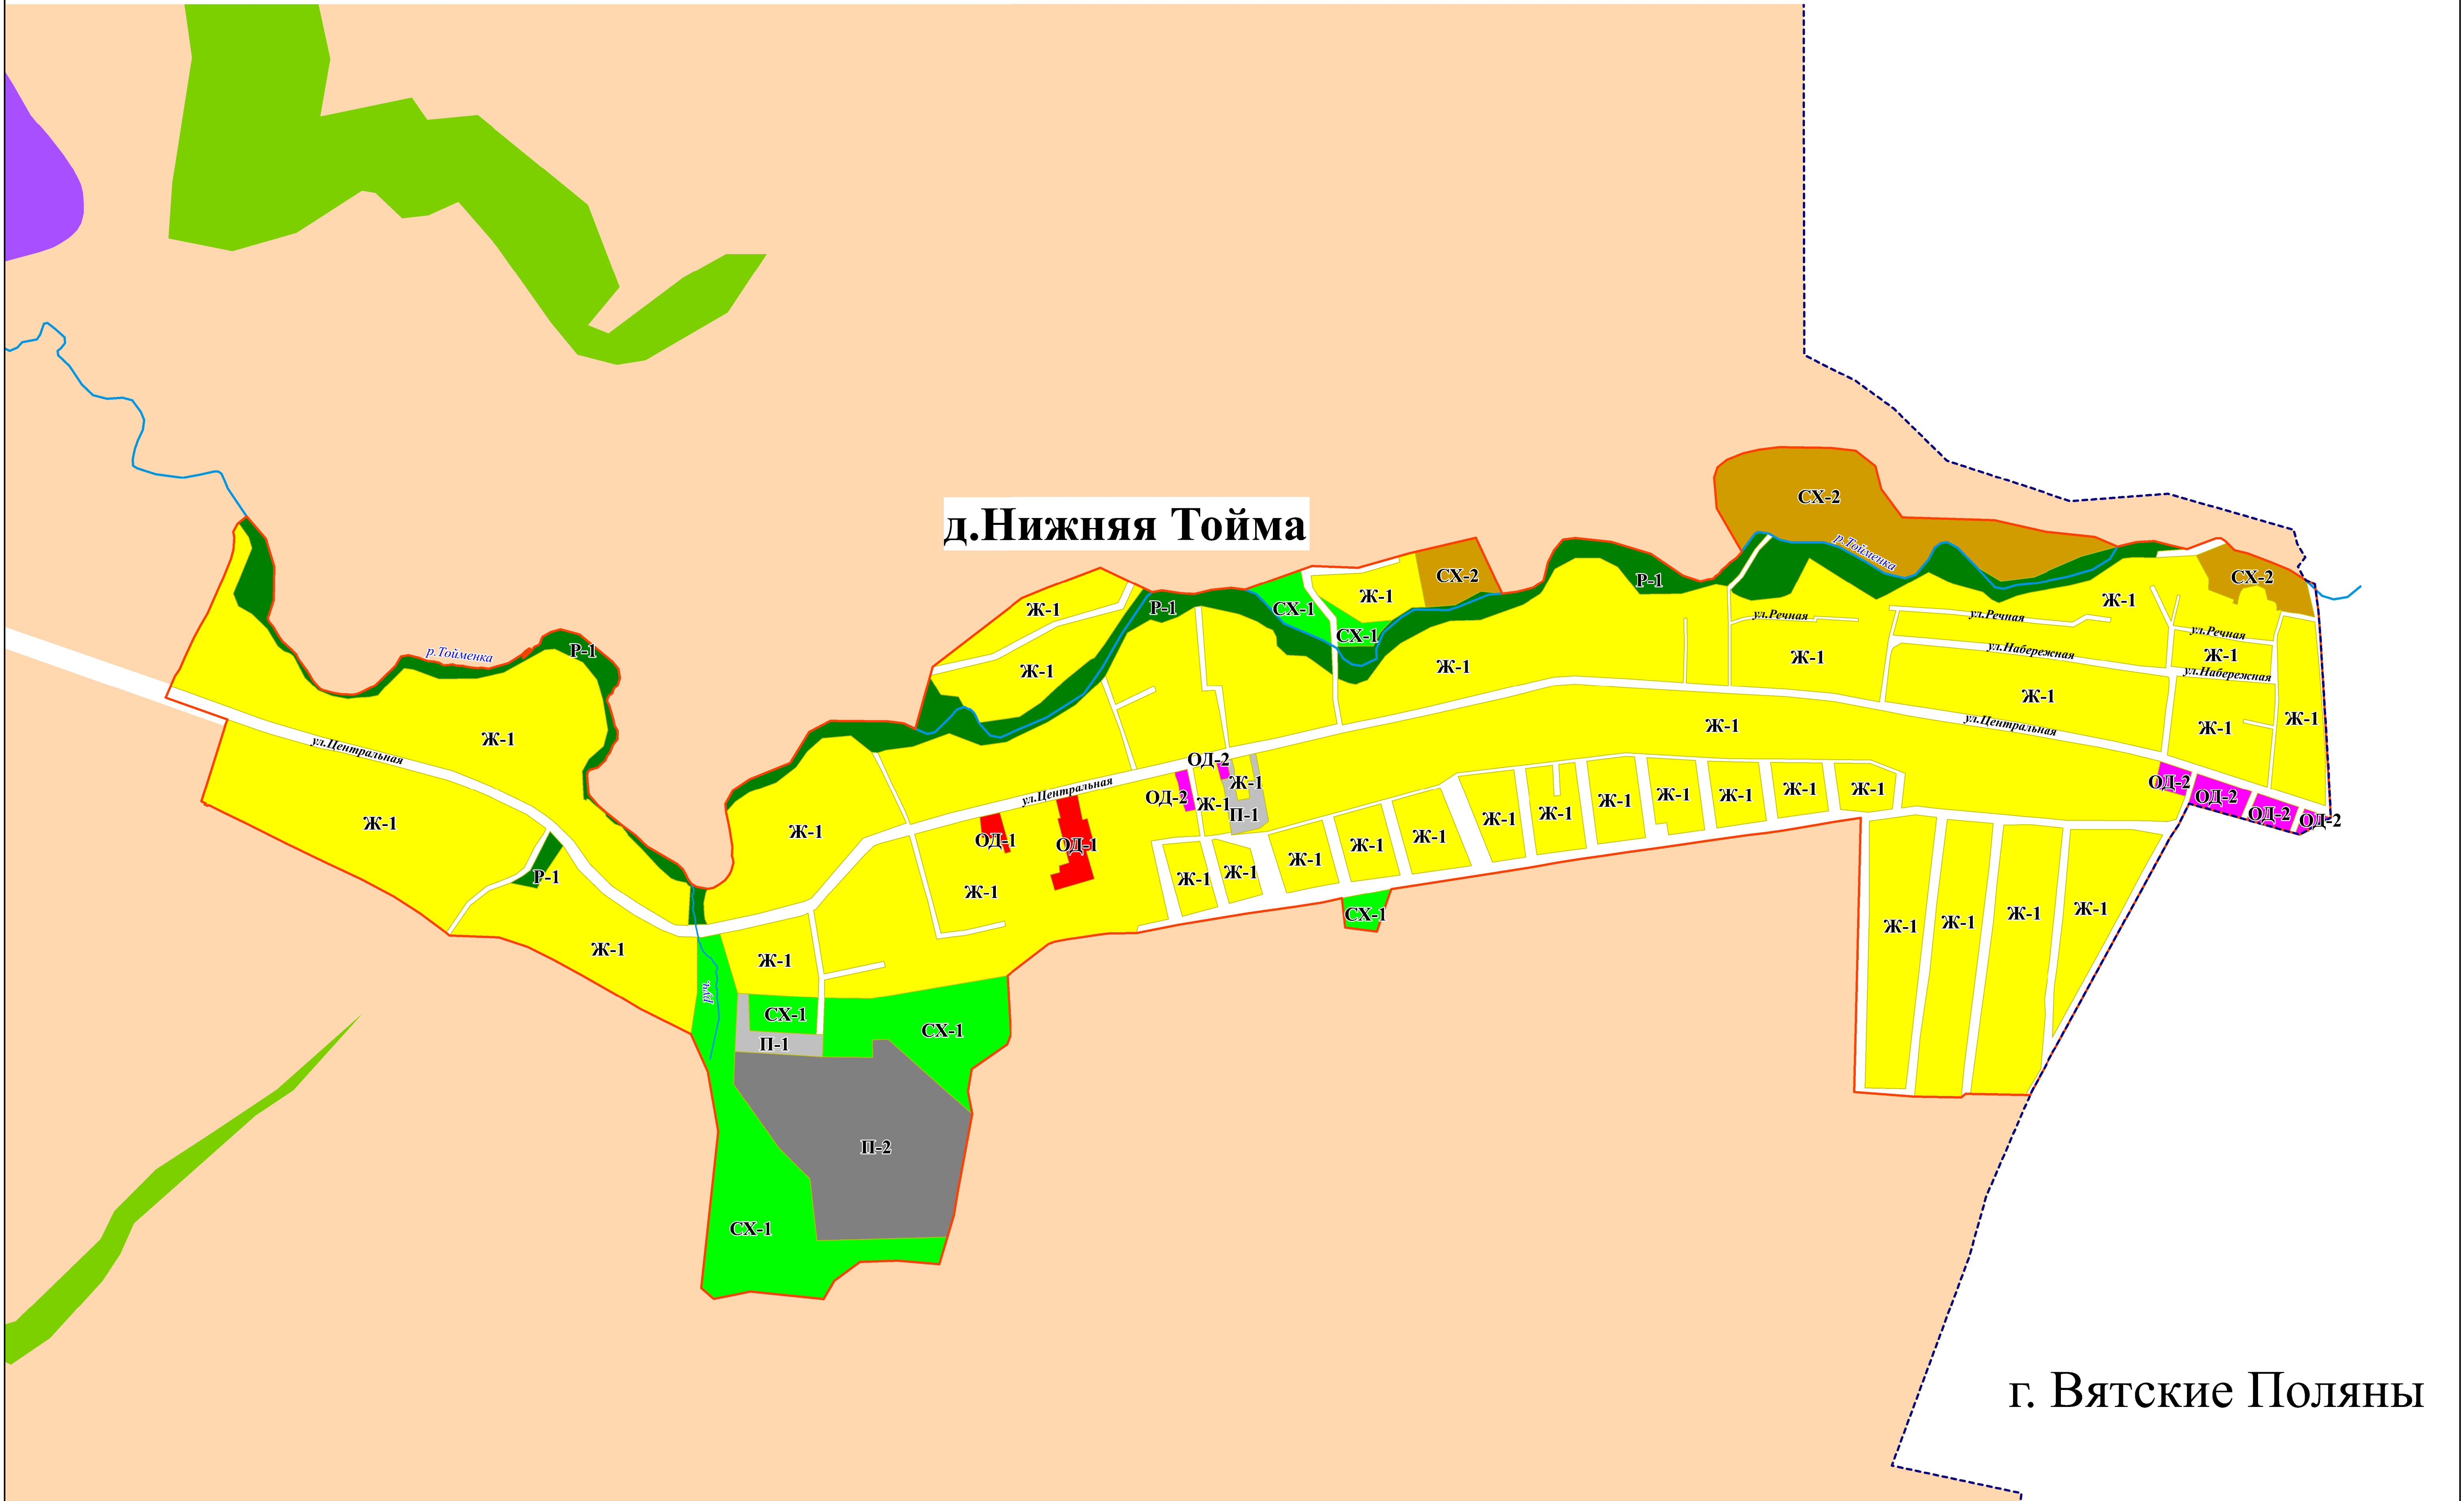 СХ-2
д.Нижняя Тойма
р.Тойменка
СХ-2
СХ-2
Р-1
Ж-1
Ж-1
Ж-1
Р-1
СХ-1
ул.Речная
ул.Речная
ул.Речная
СХ-1
Р-1
р.Тойменка
ул.Набережная
Ж-1
Ж-1
Ж-1
Ж-1
ул.Набережная
Ж-1
Ж-1
Ж-1
Ж-1
Ж-1
ул.Центральная
Ж-1
ул.Центральная
ОД-2
Ж-1
ОД-2
ул.Центральная
ОД-2
Ж-1
П-1
Ж-1
Ж-1
Ж-1
Ж-1
Ж-1
Ж-1
Ж-1
ОД-2
ОД-2
ОД-2
Ж-1
Ж-1
ОД-1
ОД-1
Ж-1
Ж-1
Ж-1
Ж-1
Ж-1
Р-1
Ж-1
СХ-1
Ж-1
Ж-1
Ж-1
Ж-1
Ж-1
Ж-1
руч.
СХ-1
СХ-1
П-1
П-2
СХ-1
г. Вятские Поляны